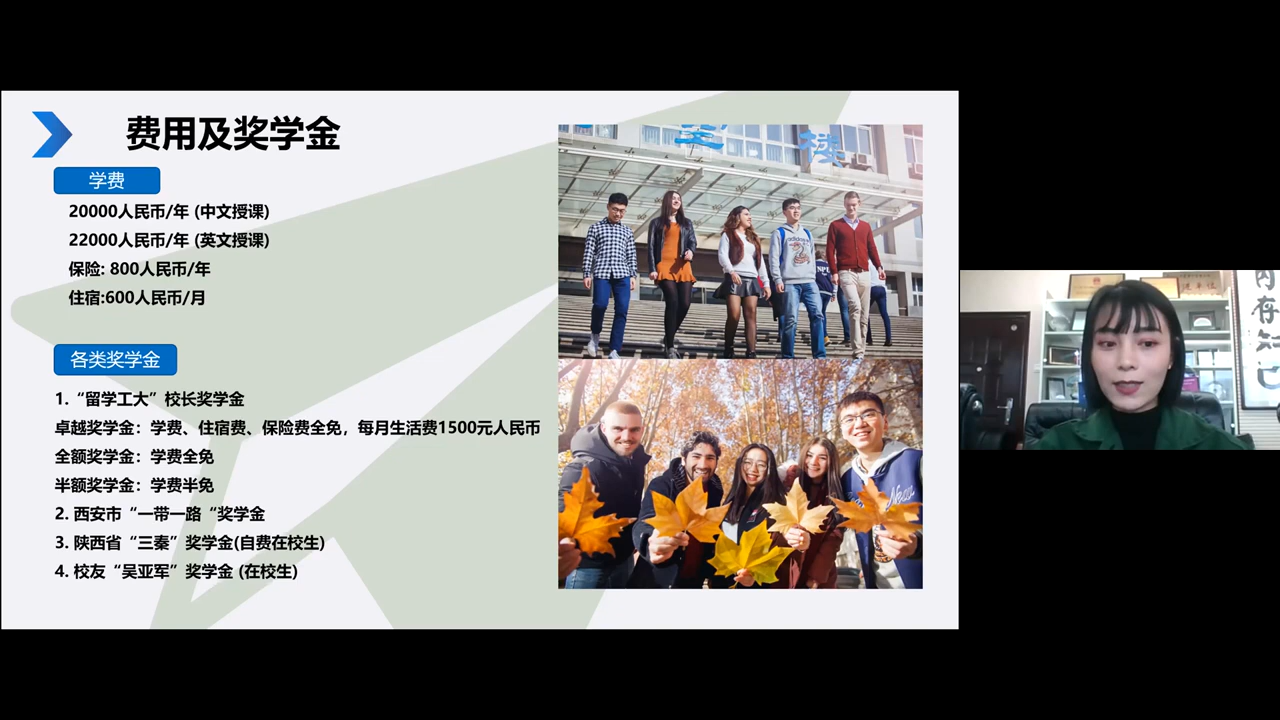 费用及奖学金
学费
20000人民币/年 (中文授课)
22000人民币/年 (英文授课)
保险: 800人民币/年
住宿:600人民币/月
各类奖学金
1.“留学工大”校长奖学金
卓越奖学金：学费、住宿费、保险费全免，每月生活费1500元人民币
全额奖学金：学费全免
半额奖学金：学费半免
2. 西安市“一带一路“奖学金
3. 陕西省“三秦”奖学金(自费在校生)
4. 校友“吴亚军”奖学金 (在校生)
楼
adidas
内存知己